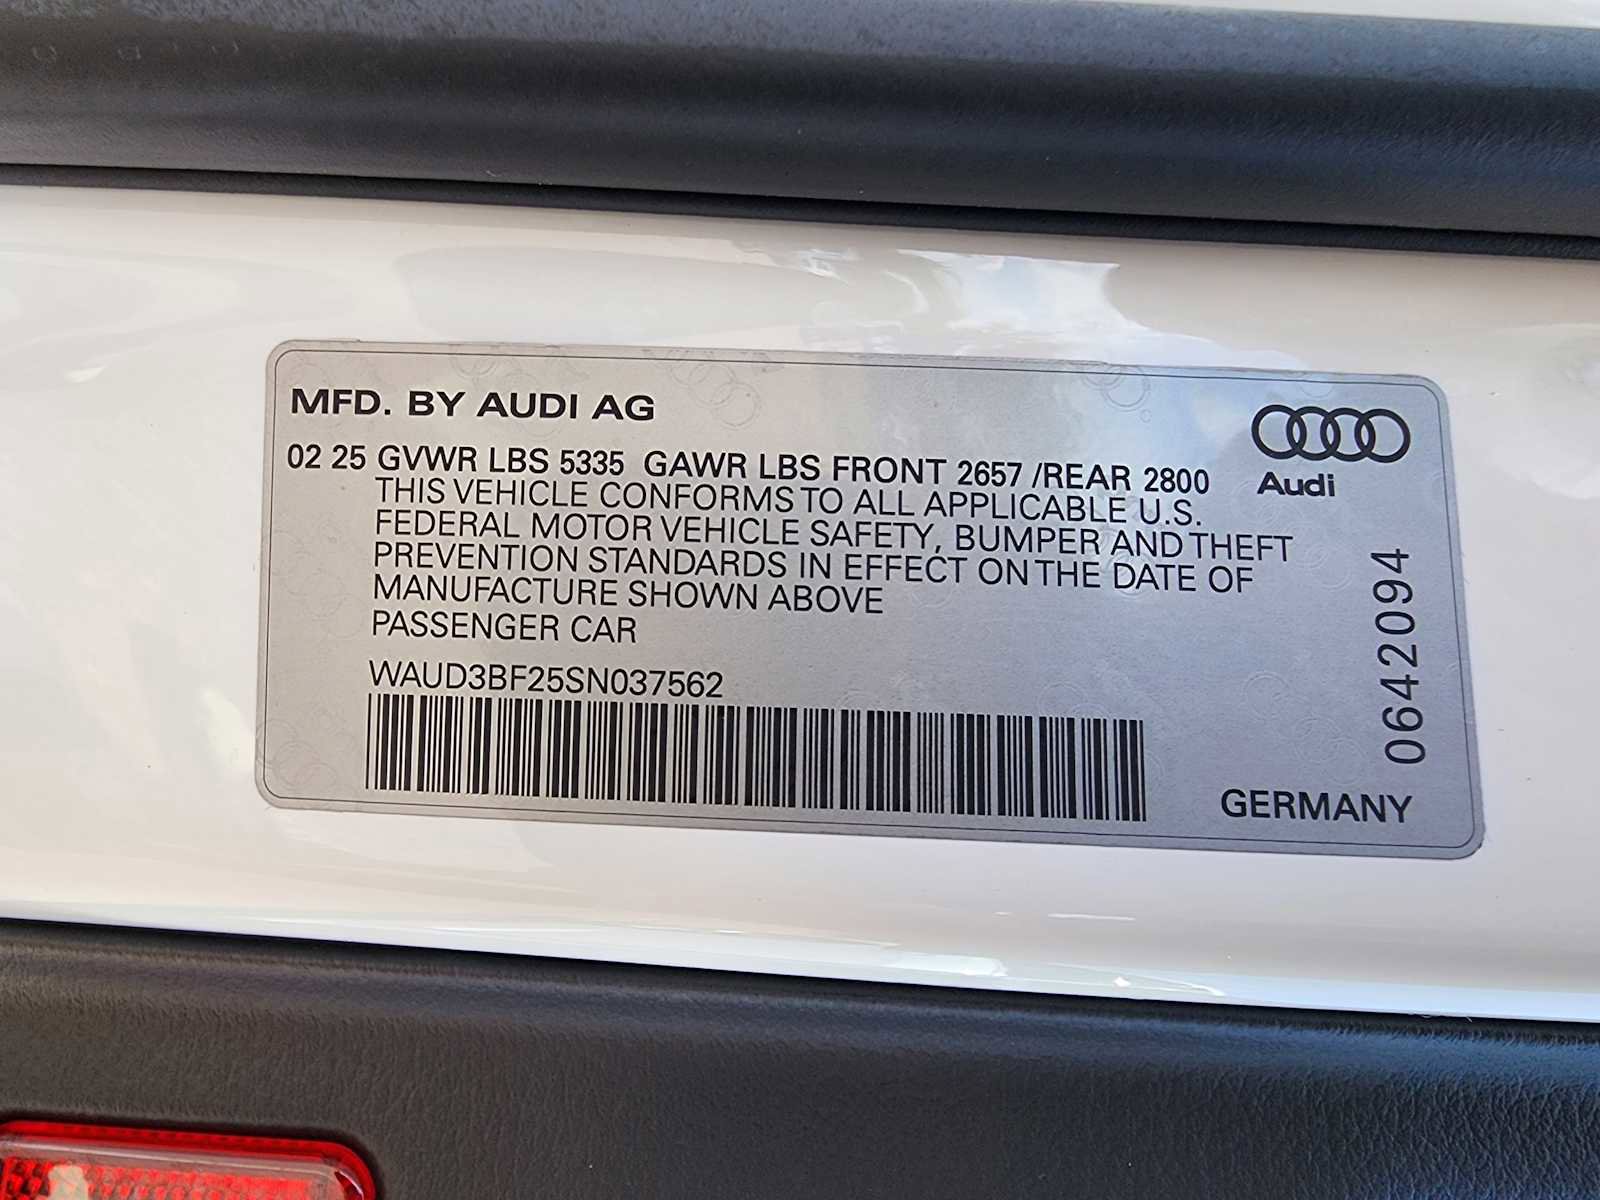 MFD. BY AUDI AG
02 25 GVWR LBS 5335 GAWR LBS FRONT 2657 /REAR 2800
THIS VEHICLE CONFORMS TO ALL APPLICABLE U.S.
FEDERAL MOTOR VEHICLE SAFETY, BUMPER AND THEFT
PREVENTION STANDARDS IN EFFECT ON THE DATE OF
MANUFACTURE SHOWN ABOVE
PASSENGER CAR
WAUD3BF25SN037562
Audi
0642094
GERMANY